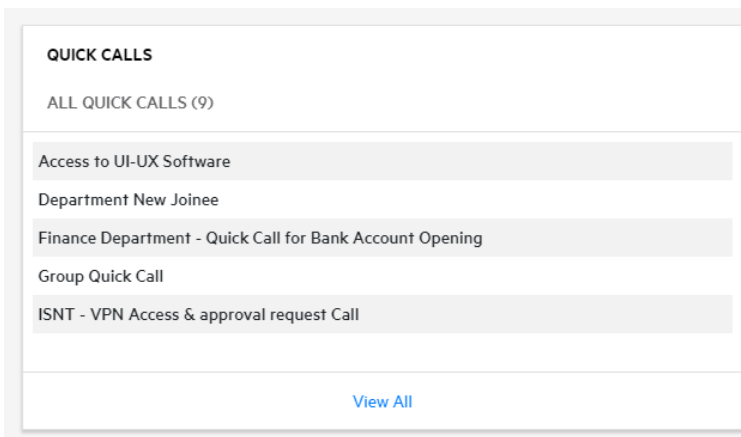 QUICK CALLS
ALL QUICK CALLS (9)
Access to UI-UX Software
Department New Joinee
Finance Department - Quick Call for Bank Account Opening
Group Quick Call
ISNT - VPN Access & approval request Call
View All